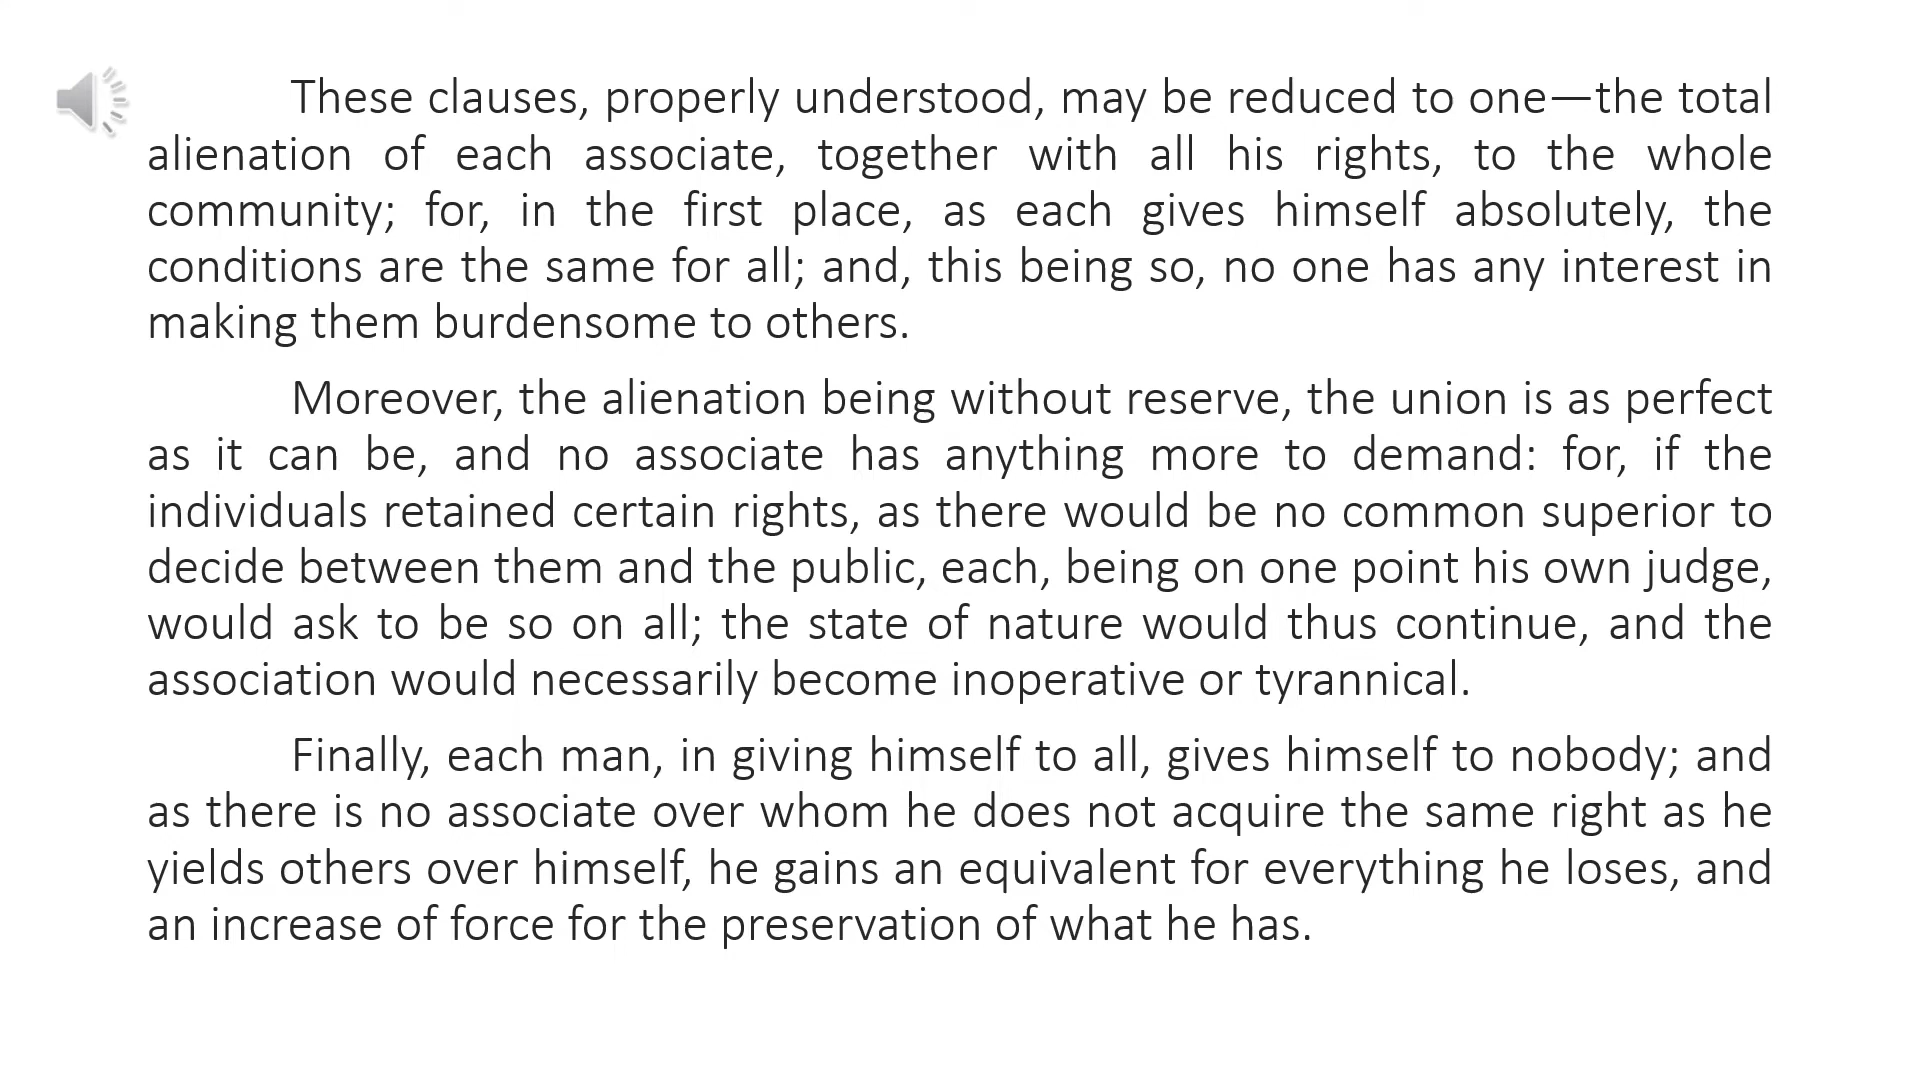 These clauses, properly understood, may be reduced to one—the total
alienation of each associate, together with all his rights, to the whole
community; for, in the first place, as each gives himself absolutely, the
conditions are the same for all; and, this being so, no one has any interest in
making them burdensome to others.
Moreover, the alienation being without reserve, the union is as perfect
as it can be, and no associate has anything more to demand: for, if the
individuals retained certain rights, as there would be no common superior to
decide between them and the public, each, being on one point his own judge,
would ask to be so on all; the state of nature would thus continue, and the
association would necessarily become inoperative or tyrannical.
Finally, each man, in giving himself to all, gives himself to nobody; and
as there is no associate over whom he does not acquire the same right as he
yields others over himself, he gains an equivalent for everything he loses, and
an increase of force for the preservation of what he has.